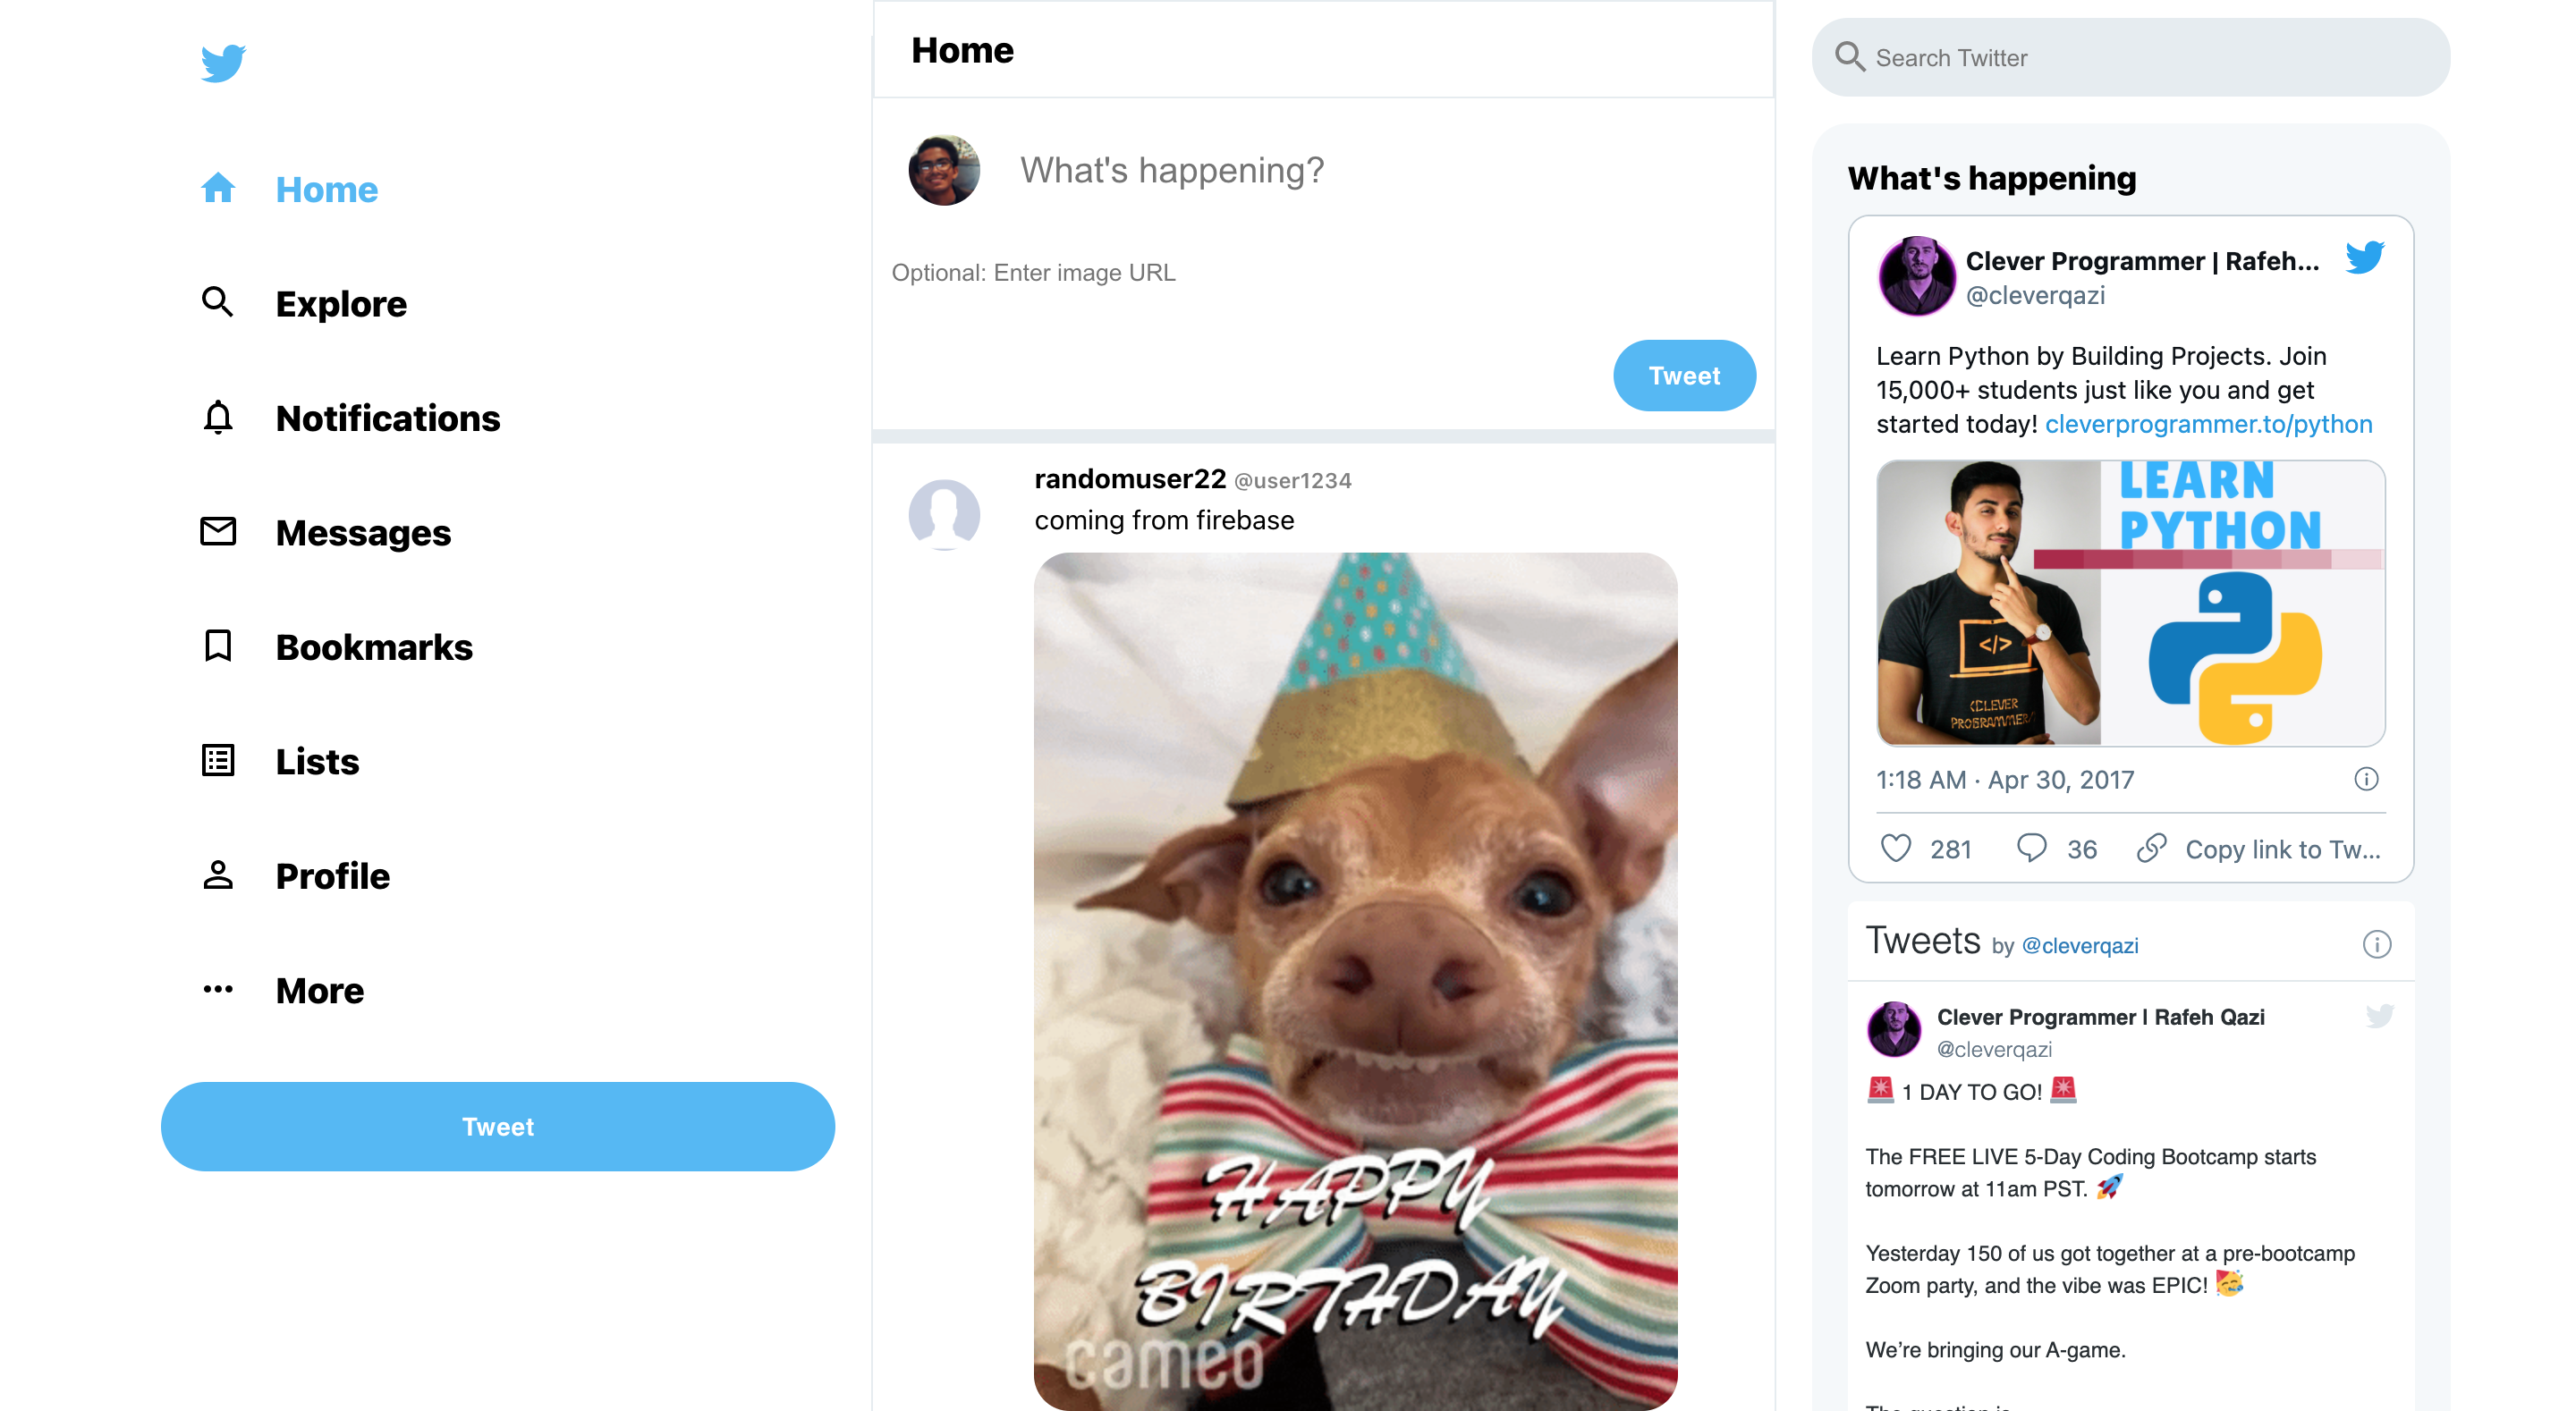 Home
Explore
Notifications
Messages
Bookmarks
Lists
Profile
More
Tweet
Home
What's happening?
Optional: Enter image URL
Tweet
randomuser22 @user1234
coming from firebase
HAPPY
BIRTHDAY
cameo
Search Twitter
What's happening
Clever Programmer | Rafeh...
@cleverqazi
Learn Python by Building Projects. Join
15,000+ students just like you and get
started today! cleverprogrammer.to/python
LEARN
PYTHON
</>
<CLEVER
PROGRAMMER/
1:18 AM · Apr 30, 2017
281 36 Copy link to Tw...
Tweets by @cleverqazi
Clever Programmer | Rafeh Qazi
@cleverqazi
🚨 1 DAY TO GO! 🚨
The FREE LIVE 5-Day Coding Bootcamp starts
tomorrow at 11am PST. 🚀
Yesterday 150 of us got together at a pre-bootcamp
Zoom party, and the vibe was EPIC! 🥳
We're bringing our A-game.